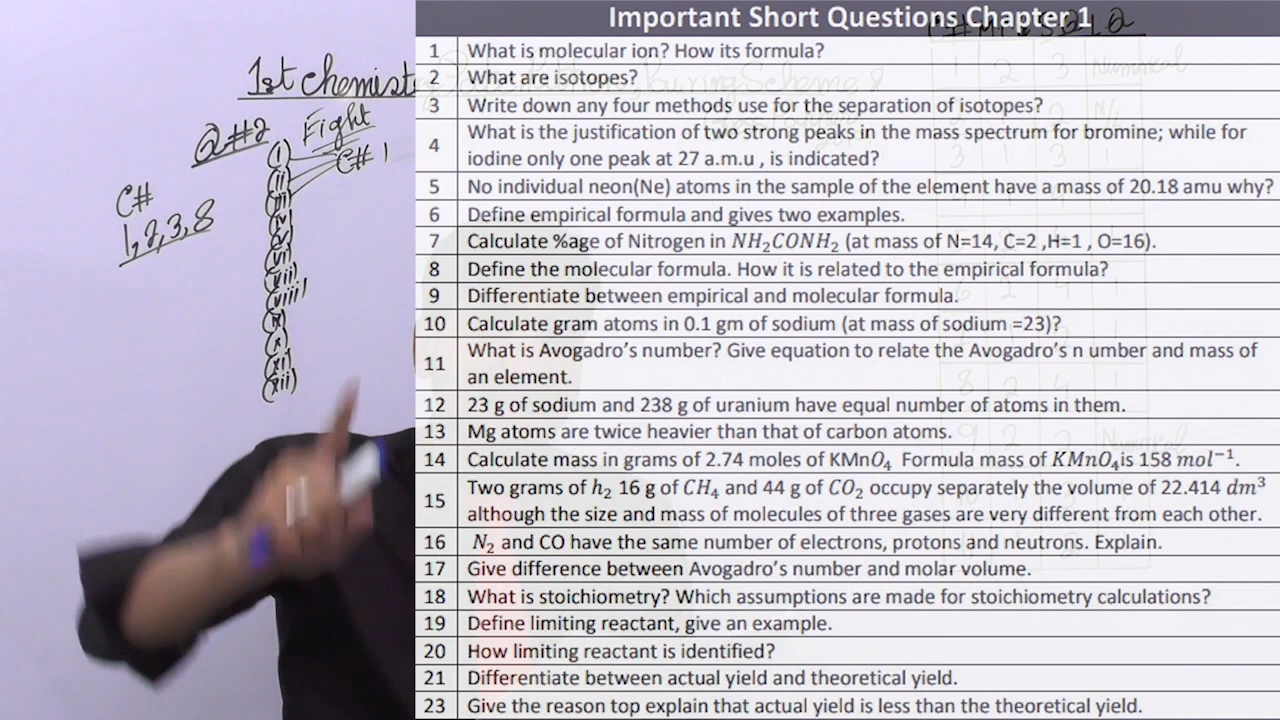 Important Short Questions Chapter 1
1 What is molecular ion? How its formula?
2 What are isotopes?
3 Write down any four methods use for the separation of isotopes?
4 What is the justification of two strong peaks in the mass spectrum for bromine; while for
iodine only one peak at 27 a.m.u , is indicated?
5 No individual neon(Ne) atoms in the sample of the element have a mass of 20.18 amu why?
6 Define empirical formula and gives two examples.
7 Calculate %age of Nitrogen in NH₂CONH₂ (at mass of N=14, C=2 ,H=1 , O=16).
8 Define the molecular formula. How it is related to the empirical formula?
9 Differentiate between empirical and molecular formula.
10 Calculate gram atoms in 0.1 gm of sodium (at mass of sodium =23)?
11 What is Avogadro’s number? Give equation to relate the Avogadro’s n umber and mass of
an element.
12 23 g of sodium and 238 g of uranium have equal number of atoms in them.
13 Mg atoms are twice heavier than that of carbon atoms.
14 Calculate mass in grams of 2.74 moles of KMnO₄ Formula mass of KMnO₄is 158 mol⁻¹.
15 Two grams of h₂ 16 g of CH₄ and 44 g of CO₂ occupy separately the volume of 22.414 dm³
although the size and mass of molecules of three gases are very different from each other.
16 N₂ and CO have the same number of electrons, protons and neutrons. Explain.
17 Give difference between Avogadro’s number and molar volume.
18 What is stoichiometry? Which assumptions are made for stoichiometry calculations?
19 Define limiting reactant, give an example.
20 How limiting reactant is identified?
21 Differentiate between actual yield and theoretical yield.
23 Give the reason top explain that actual yield is less than the theoretical yield.
1st Chemist
Q#2 Fight
(i) C# 1
(ii)
(iii)
(iv)
(v)
(vi)
(vii)
(viii)
(x)
(xi)
(xii)
C#
1,2,3,8